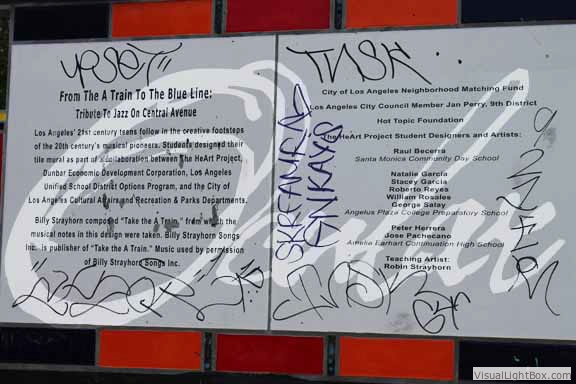 UPSET
From The A Train To The Blue Line:
Tribute To Jazz On Central Avenue
Los Angeles' 21st century teens follow in the creative footsteps
of the 20th century's musical pioneers. Students designed their
tile mural as part of a collaboration between The HeArt Project,
Dunbar Economic Development Corporation, Los Angeles
Unified School District Options Program, and the City of
Los Angeles Cultural Affairs and Recreation & Parks Departments.
Billy Strayhorn composed "Take the A Train," from which the
musical notes in this design were taken. Billy Strayhorn Songs
Inc. is publisher of "Take the A Train." Music used by permission
of Billy Strayhorn Songs Inc.
TASK
City of Los Angeles Neighborhood Matching Fund
Los Angeles City Council Member Jan Perry, 9th District
Hot Topic Foundation
The HeArt Project Student Designers and Artists:
Raul Becerra
Santa Monica Community Day School
Natalie Garcia
Stacey Garcia
Roberto Reyes
William Rosales
George Salay
Angelus Plaza College Preparatory School
Peter Herrera
Jose Pachecano
Amelia Earhart Continuation High School
Teaching Artist:
Robin Strayhorn
VisualLightBox.com